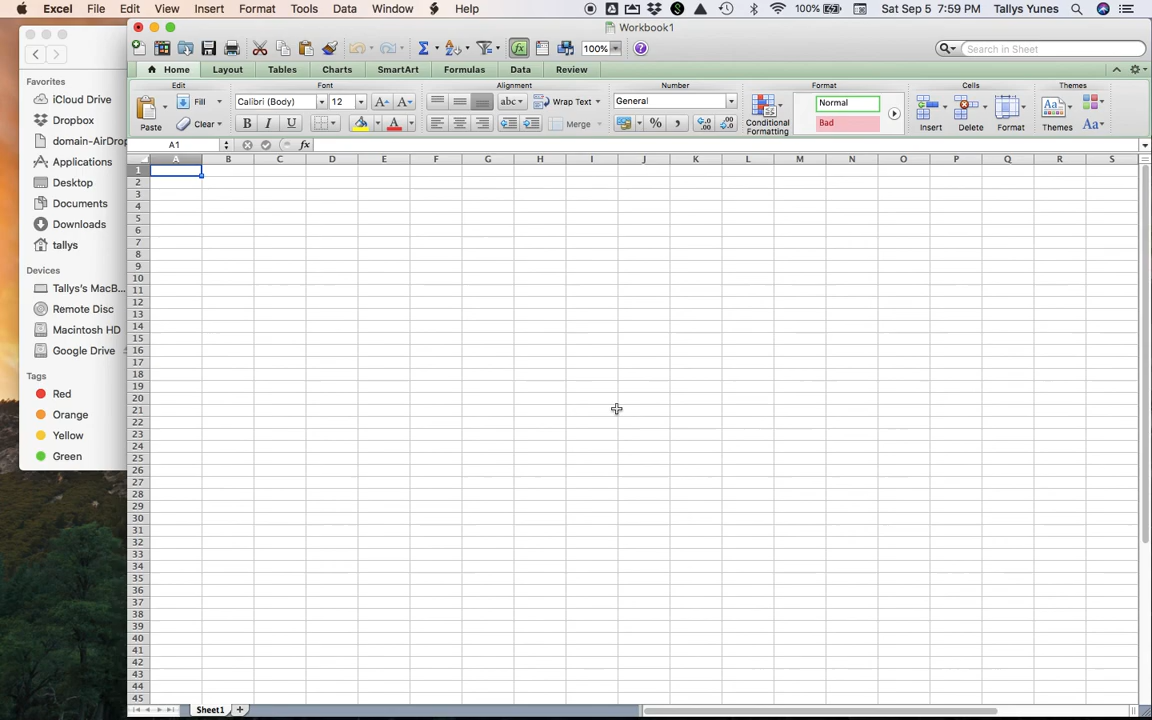 Excel File Edit View Insert Format Tools Data Window Help 100% Sat Sep 5 7:59 PM Tallys Yunes
Workbook1
100% Search in Sheet
Home Layout Tables Charts SmartArt Formulas Data Review
Edit Font Alignment Number Format Cells Themes
Paste Fill Clear Calibri (Body) 12 A A B I U A abc Wrap Text Merge General % , Conditional Formatting Normal Bad Insert Delete Format Themes Aa Aa
A1 fx
A B C D E F G H I J K L M N O P Q R S
1
2
3
4
5
6
7
8
9
10
11
12
13
14
15
16
17
18
19
20
21
22
23
24
25
26
27
28
29
30
31
32
33
34
35
36
37
38
39
40
41
42
43
44
45
Sheet1
Favorites
iCloud Drive
Dropbox
domain-AirDrop
Applications
Desktop
Documents
Downloads
tallys
Devices
Tallys's MacB...
Remote Disc
Macintosh HD
Google Drive
Tags
Red
Orange
Yellow
Green